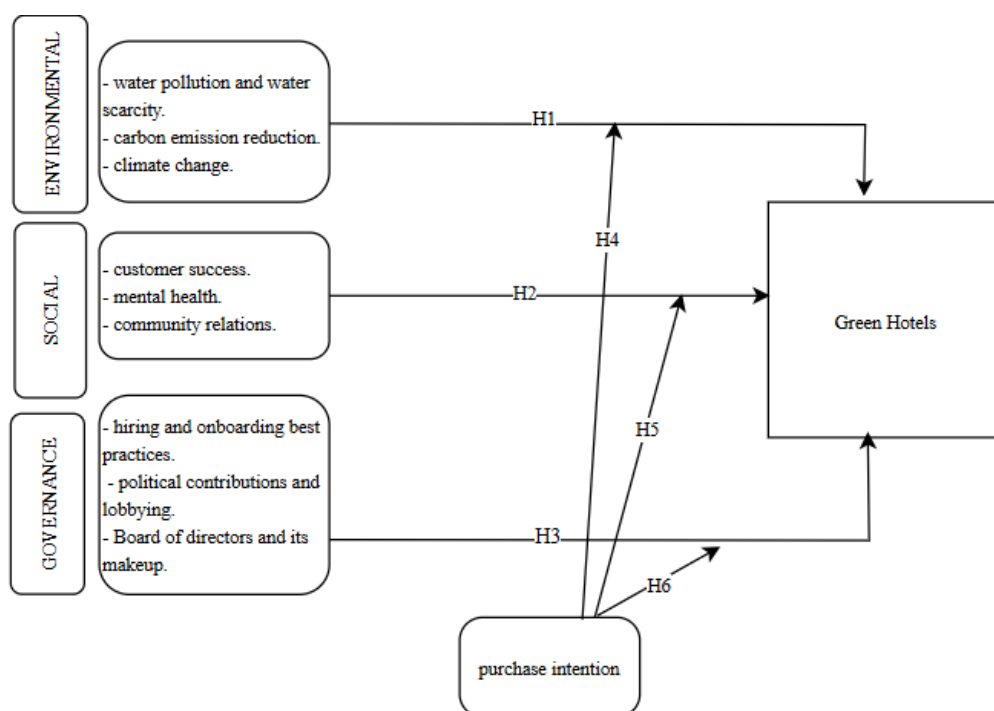 ENVIRONMENTAL
- water pollution and water
scarcity.
- carbon emission reduction.
- climate change.
H1
H4
SOCIAL
- customer success.
- mental health.
- community relations.
H2
Green Hotels
H5
GOVERNANCE
- hiring and onboarding best
practices.
- political contributions and
lobbying.
- Board of directors and its
makeup.
H3
H6
purchase intention